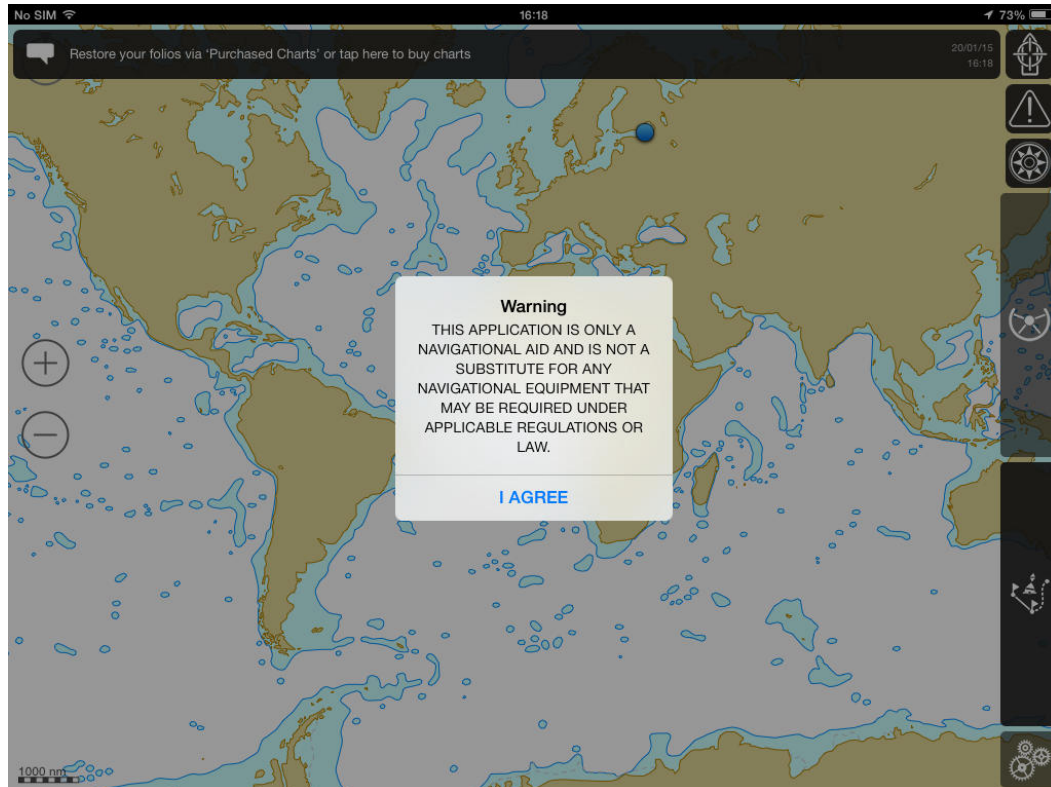 No SIM 16:18 73%
Restore your folios via 'Purchased Charts' or tap here to buy charts
20/01/15
16:18
Warning
THIS APPLICATION IS ONLY A
NAVIGATIONAL AID AND IS NOT A
SUBSTITUTE FOR ANY
NAVIGATIONAL EQUIPMENT THAT
MAY BE REQUIRED UNDER
APPLICABLE REGULATIONS OR
LAW.
I AGREE
1000 nm